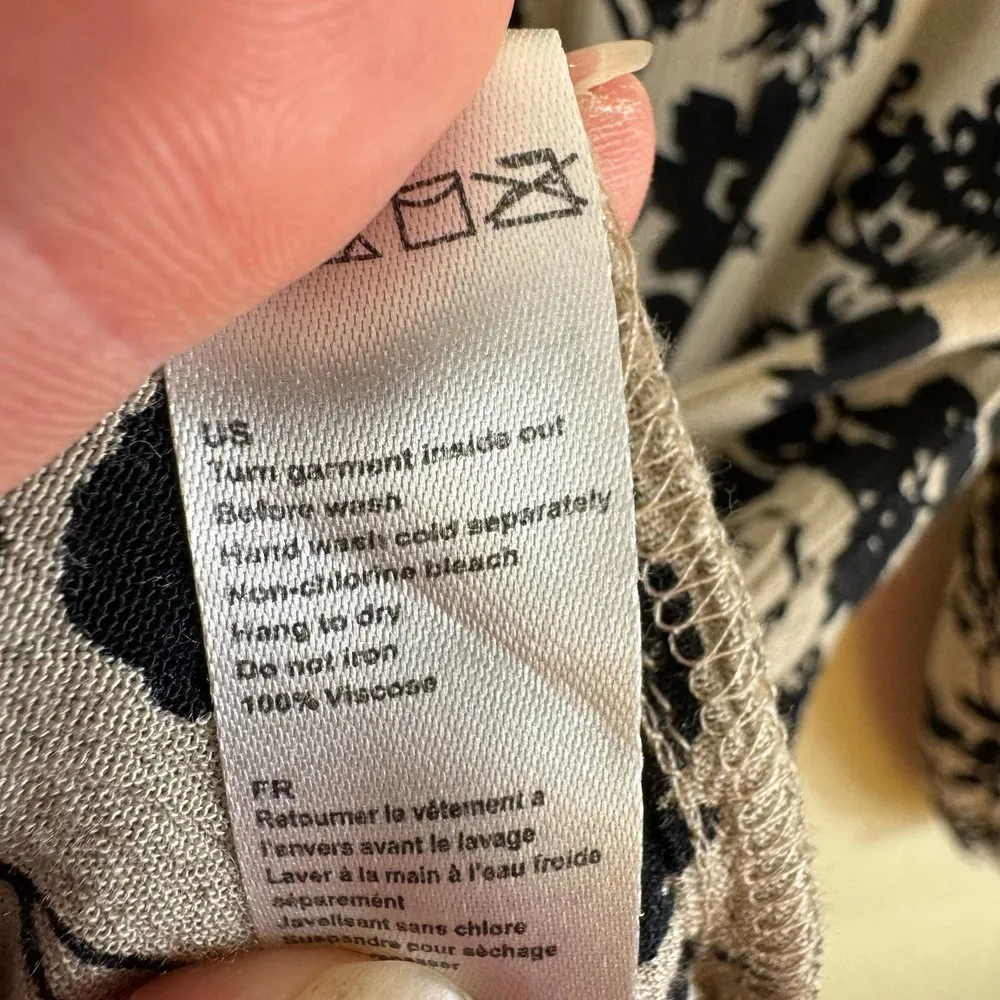 US
Turn garment inside out
Before wash
Hand wash cold separately
Non-chlorine bleach
Hang to dry
Do not iron
100% Viscose
FR
Retourner le vêtement a
l'envers avant le lavage
Laver à la main à l'eau froide
séparément
Javelisant sans chlore
Suspendre pour sèchage